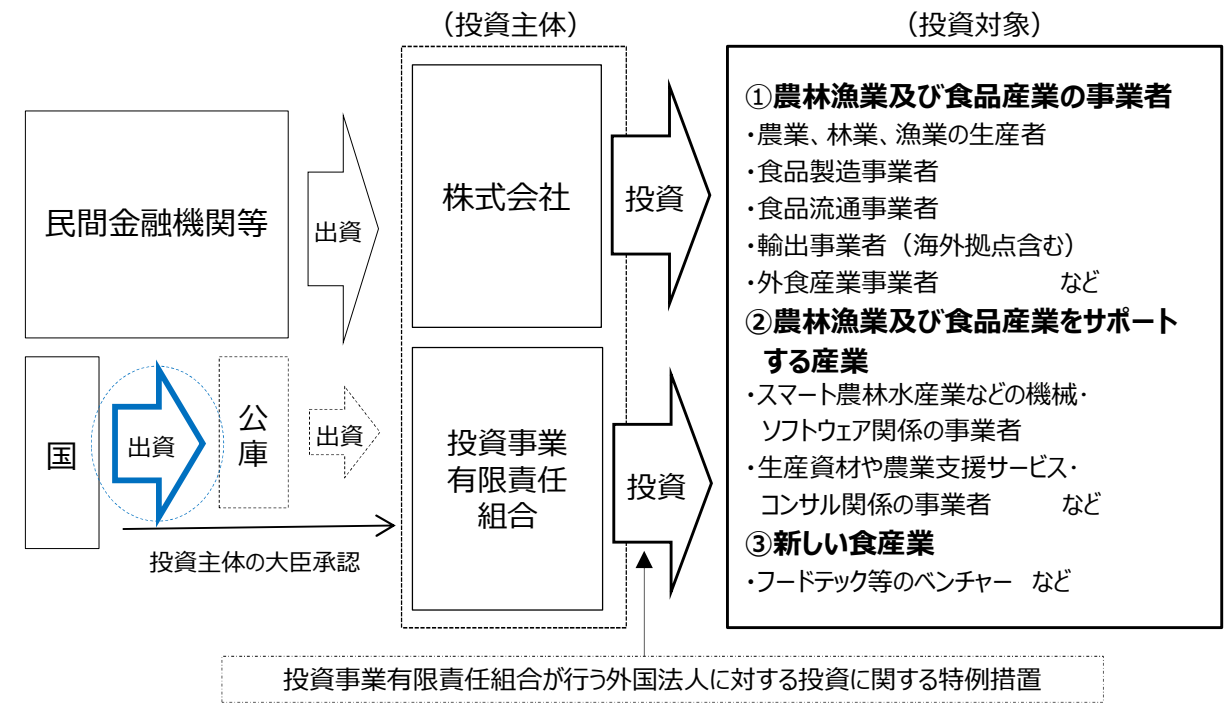 （投資主体）
（投資対象）
民間金融機関等
出資
株式会社
投資
国
出資
公庫
出資
投資事業
有限責任
組合
投資
投資主体の大臣承認
①農林漁業及び食品産業の事業者
・農業、林業、漁業の生産者
・食品製造事業者
・食品流通事業者
・輸出事業者（海外拠点含む）
・外食産業事業者　　　　　など
②農林漁業及び食品産業をサポート
する産業
・スマート農林水産業などの機械・
ソフトウェア関係の事業者
・生産資材や農業支援サービス・
コンサル関係の事業者　　　など
③新しい食産業
・フードテック等のベンチャー　など
投資事業有限責任組合が行う外国法人に対する投資に関する特例措置